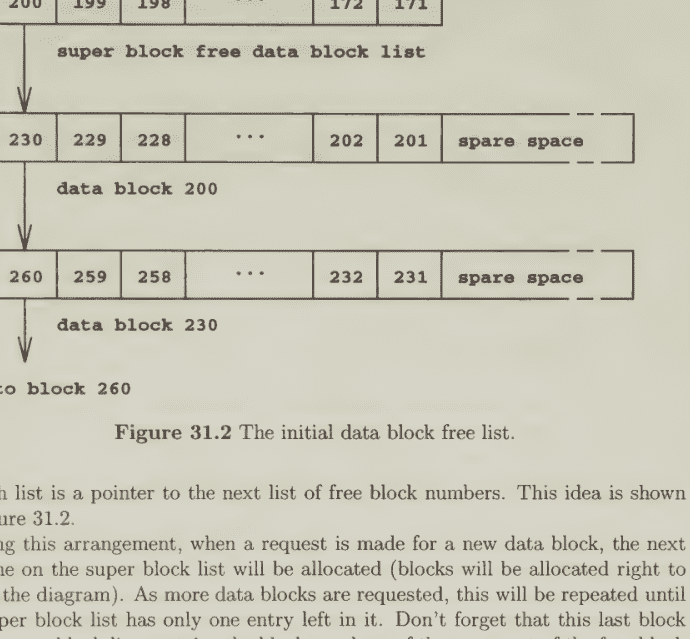 200 199 198 ... 172 171
super block free data block list
230 229 228 ... 202 201 spare space
data block 200
260 259 258 ... 232 231 spare space
data block 230
to block 260
Figure 31.2 The initial data block free list.
list is a pointer to the next list of free block numbers. This idea is shown
31.2.
this arrangement, when a request is made for a new data block, the next
on the super block list will be allocated (blocks will be allocated right to
the diagram). As more data blocks are requested, this will be repeated until
block list has only one entry left in it. Don't forget that this last block